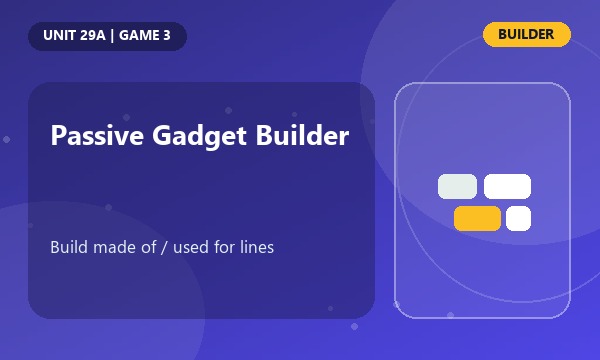 UNIT 29A | GAME 3
BUILDER
Passive Gadget Builder
Build made of / used for lines